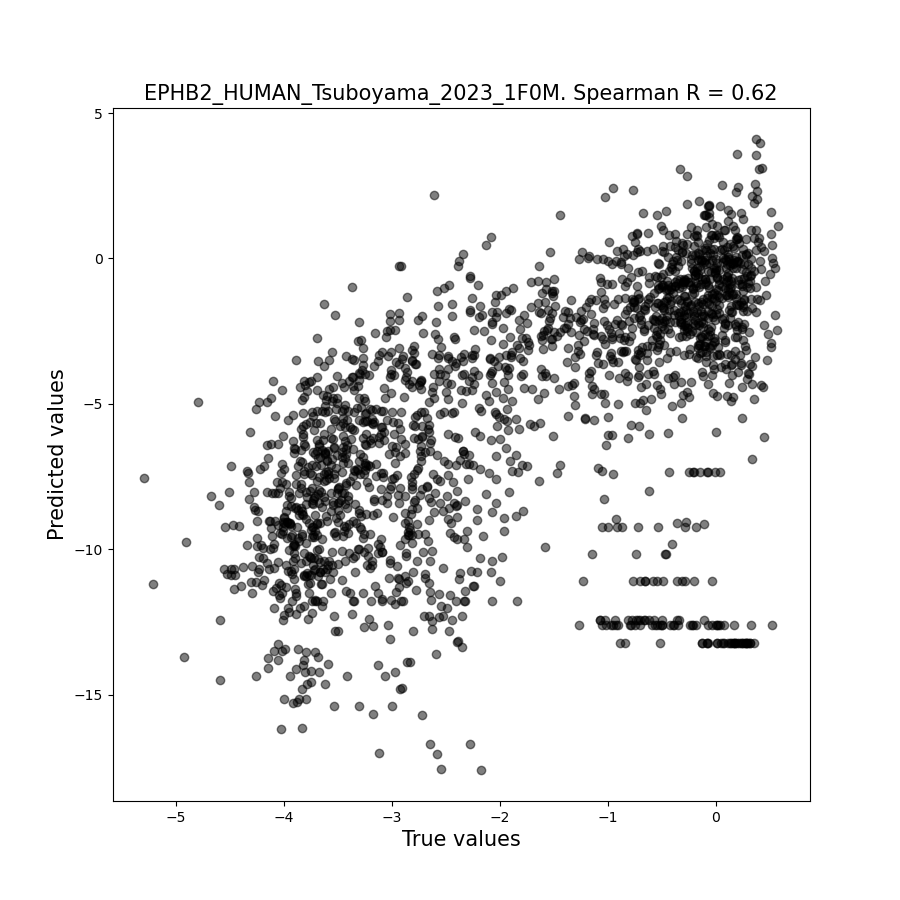 EPHB2_HUMAN_Tsuboyama_2023_1F0M. Spearman R = 0.62
5
0
−5
−10
−15
Predicted values
−5 −4 −3 −2 −1 0
True values